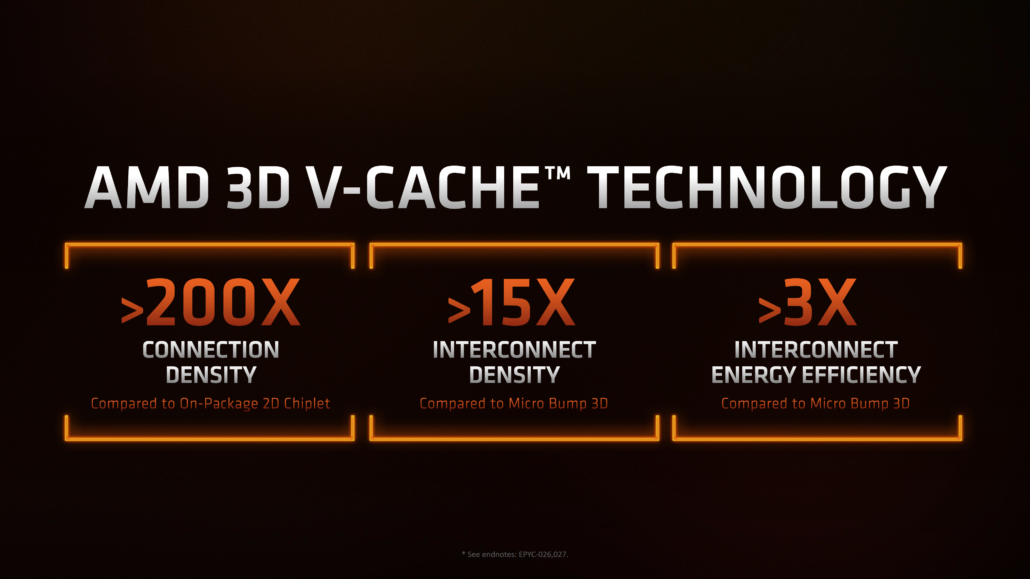 AMD 3D V-CACHE™ TECHNOLOGY
>200X
CONNECTION
DENSITY
Compared to On-Package 2D Chiplet
>15X
INTERCONNECT
DENSITY
Compared to Micro Bump 3D
>3X
INTERCONNECT
ENERGY EFFICIENCY
Compared to Micro Bump 3D
* See endnotes: EPYC-026,027.